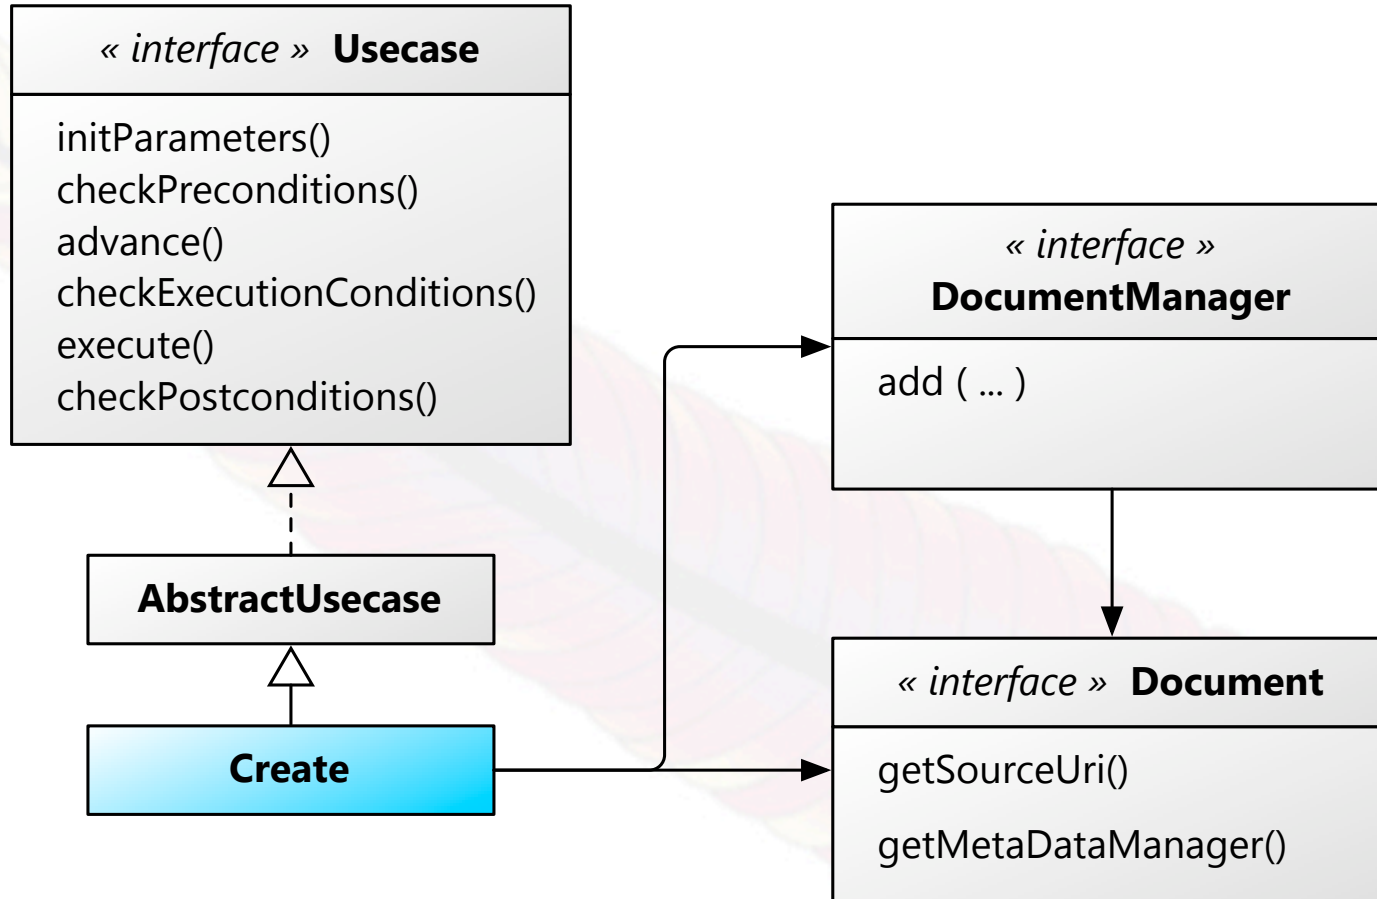 « interface » Usecase
initParameters()
checkPreconditions()
advance()
checkExecutionConditions()
execute()
checkPostconditions()
« interface »
DocumentManager
add ( ... )
AbstractUsecase
Create
« interface » Document
getSourceUri()
getMetaDataManager()